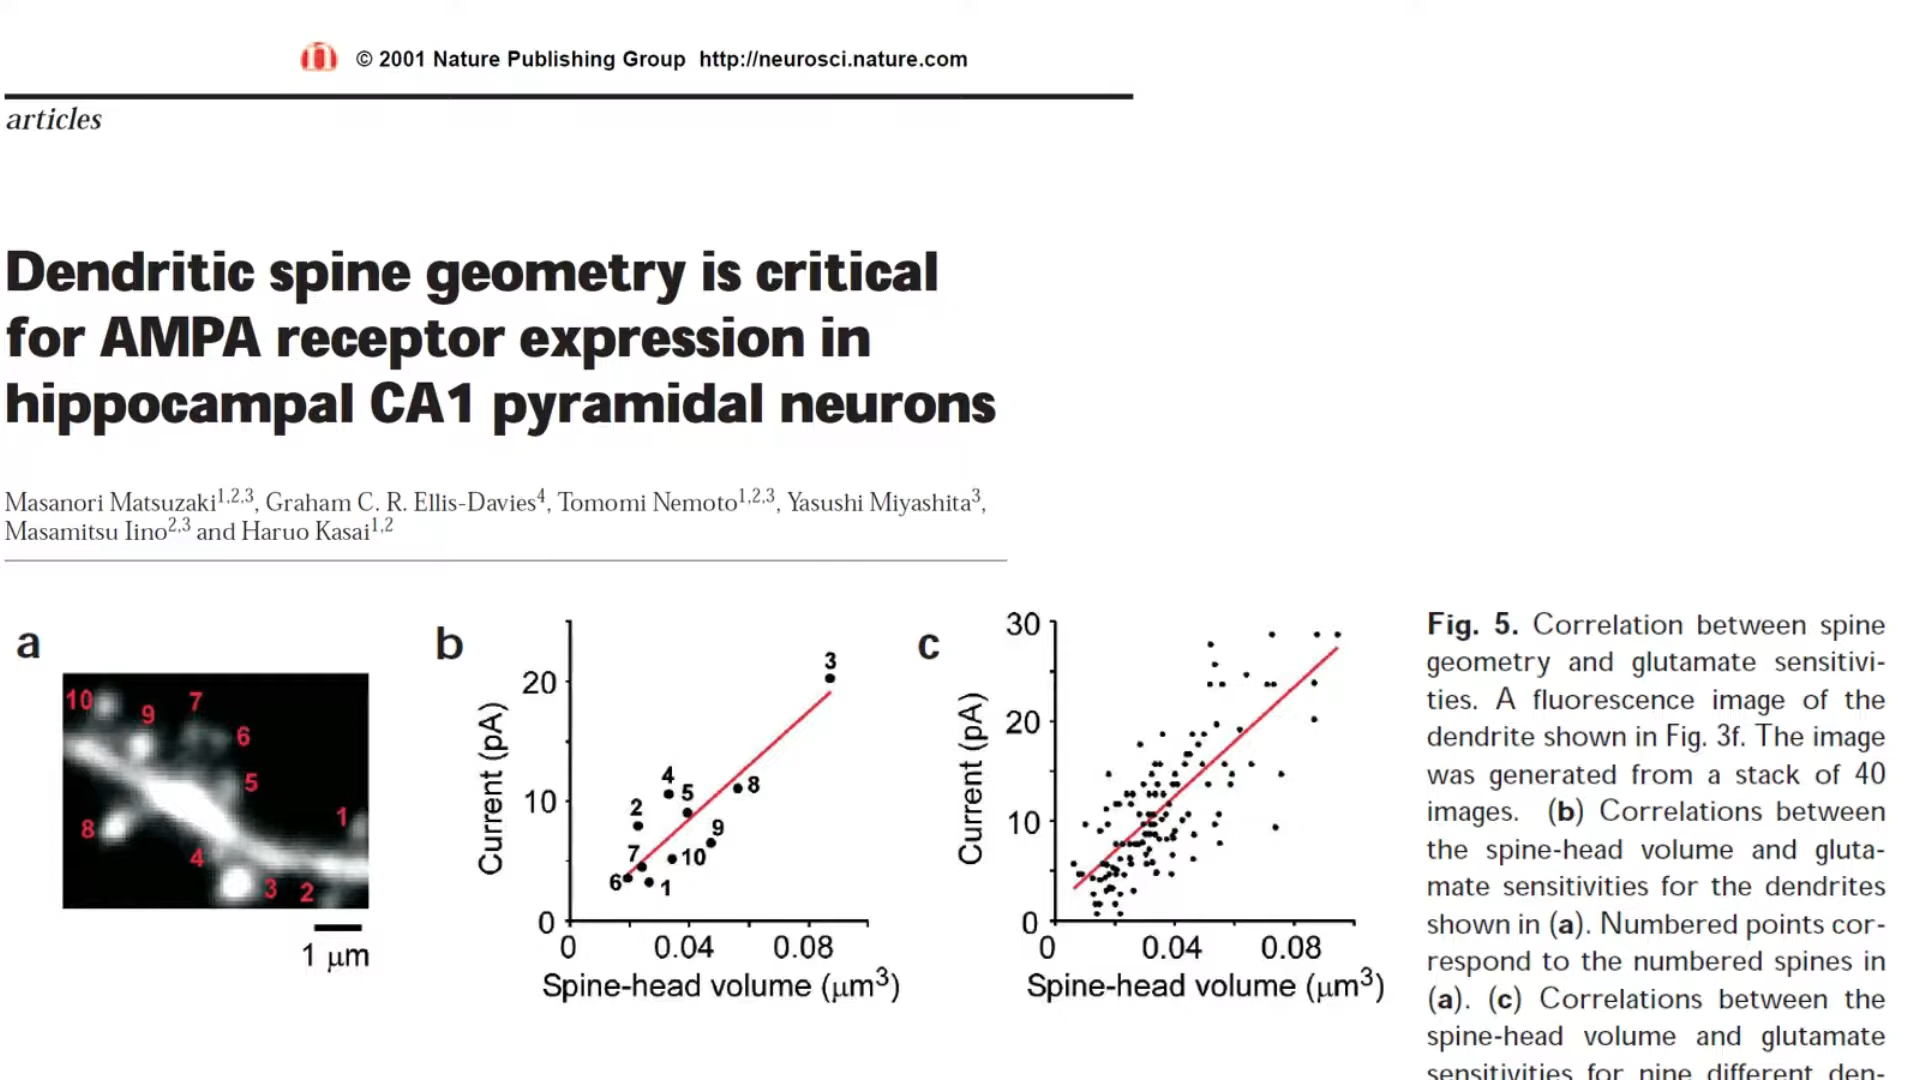 © 2001 Nature Publishing Group http://neurosci.nature.com
articles
Dendritic spine geometry is critical
for AMPA receptor expression in
hippocampal CA1 pyramidal neurons
Masanori Matsuzaki1,2,3, Graham C. R. Ellis-Davies4, Tomomi Nemoto1,2,3, Yasushi Miyashita3,
Masamitsu Iino2,3 and Haruo Kasai1,2
a
10
9
7
6
5
1
8
4
3
2
1 µm
b
Current (pA)
20
10
0
3
4
5
8
2
9
7
10
6
1
0 0.04 0.08
Spine-head volume (µm3)
c
Current (pA)
30
20
10
0
0 0.04 0.08
Spine-head volume (µm3)
Fig. 5. Correlation between spine
geometry and glutamate sensitivi-
ties. A fluorescence image of the
dendrite shown in Fig. 3f. The image
was generated from a stack of 40
images. (b) Correlations between
the spine-head volume and gluta-
mate sensitivities for the dendrites
shown in (a). Numbered points cor-
respond to the numbered spines in
(a). (c) Correlations between the
spine-head volume and glutamate
sensitivities for nine different den-